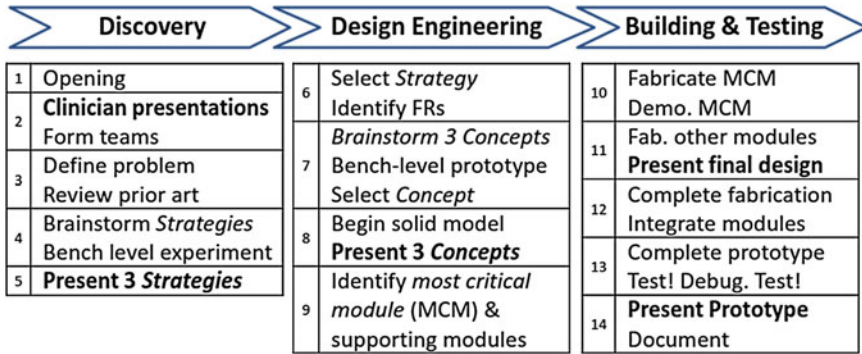 Discovery
Design Engineering
Building & Testing
1 Opening
2 Clinician presentations
Form teams
3 Define problem
Review prior art
4 Brainstorm Strategies
Bench level experiment
5 Present 3 Strategies
6 Select Strategy
Identify FRs
7 Brainstorm 3 Concepts
Bench-level prototype
Select Concept
8 Begin solid model
Present 3 Concepts
9 Identify most critical
module (MCM) &
supporting modules
10 Fabricate MCM
Demo. MCM
11 Fab. other modules
Present final design
12 Complete fabrication
Integrate modules
13 Complete prototype
Test! Debug. Test!
14 Present Prototype
Document